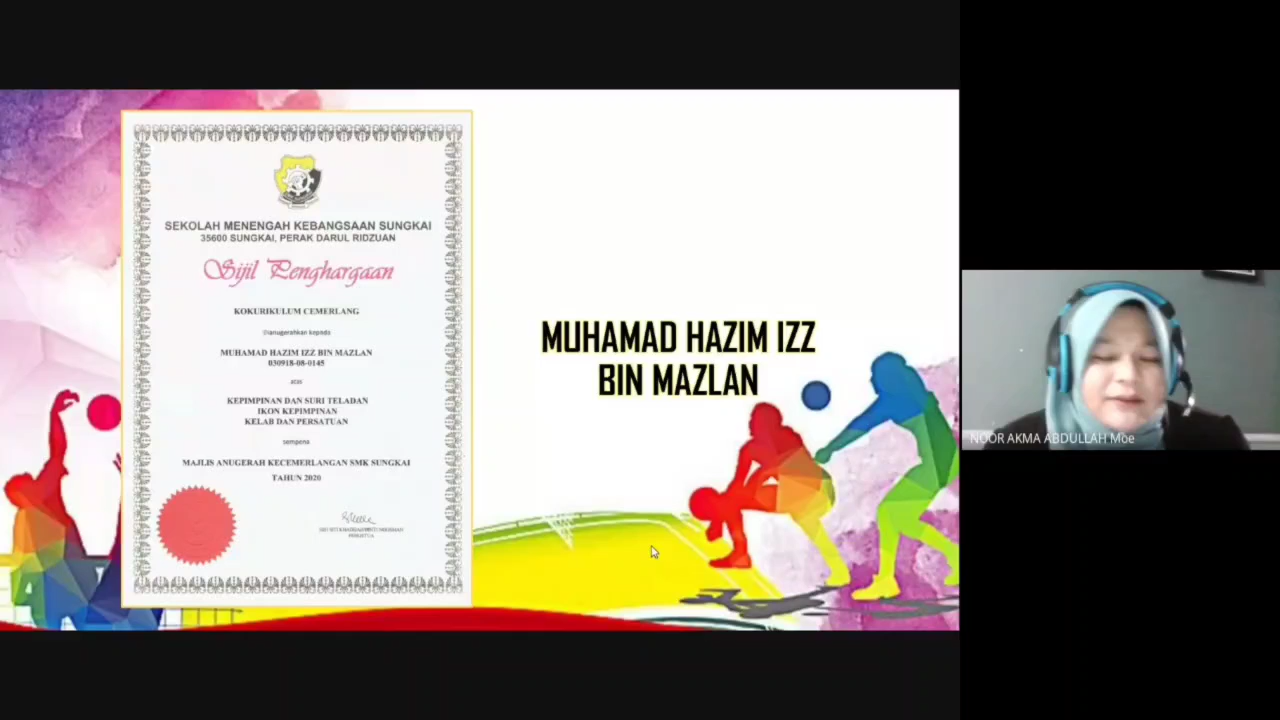 SEKOLAH MENENGAH KEBANGSAAN SUNGKAI
35600 SUNGKAI, PERAK DARUL RIDZUAN
Sijil Penghargaan
KOKURIKULUM CEMERLANG
Dianugerahkan kepada
MUHAMAD HAZIM IZZ BIN MAZLAN
030918-08-0145
atas
KEPIMPINAN DAN SURI TELADAN
IKON KEPIMPINAN
KELAB DAN PERSATUAN
sempena
MAJLIS ANUGERAH KECEMERLANGAN SMK SUNGKAI
TAHUN 2020
PENGETUA
MUHAMAD HAZIM IZZ
BIN MAZLAN
NOOR AKMA ABDULLAH Moe